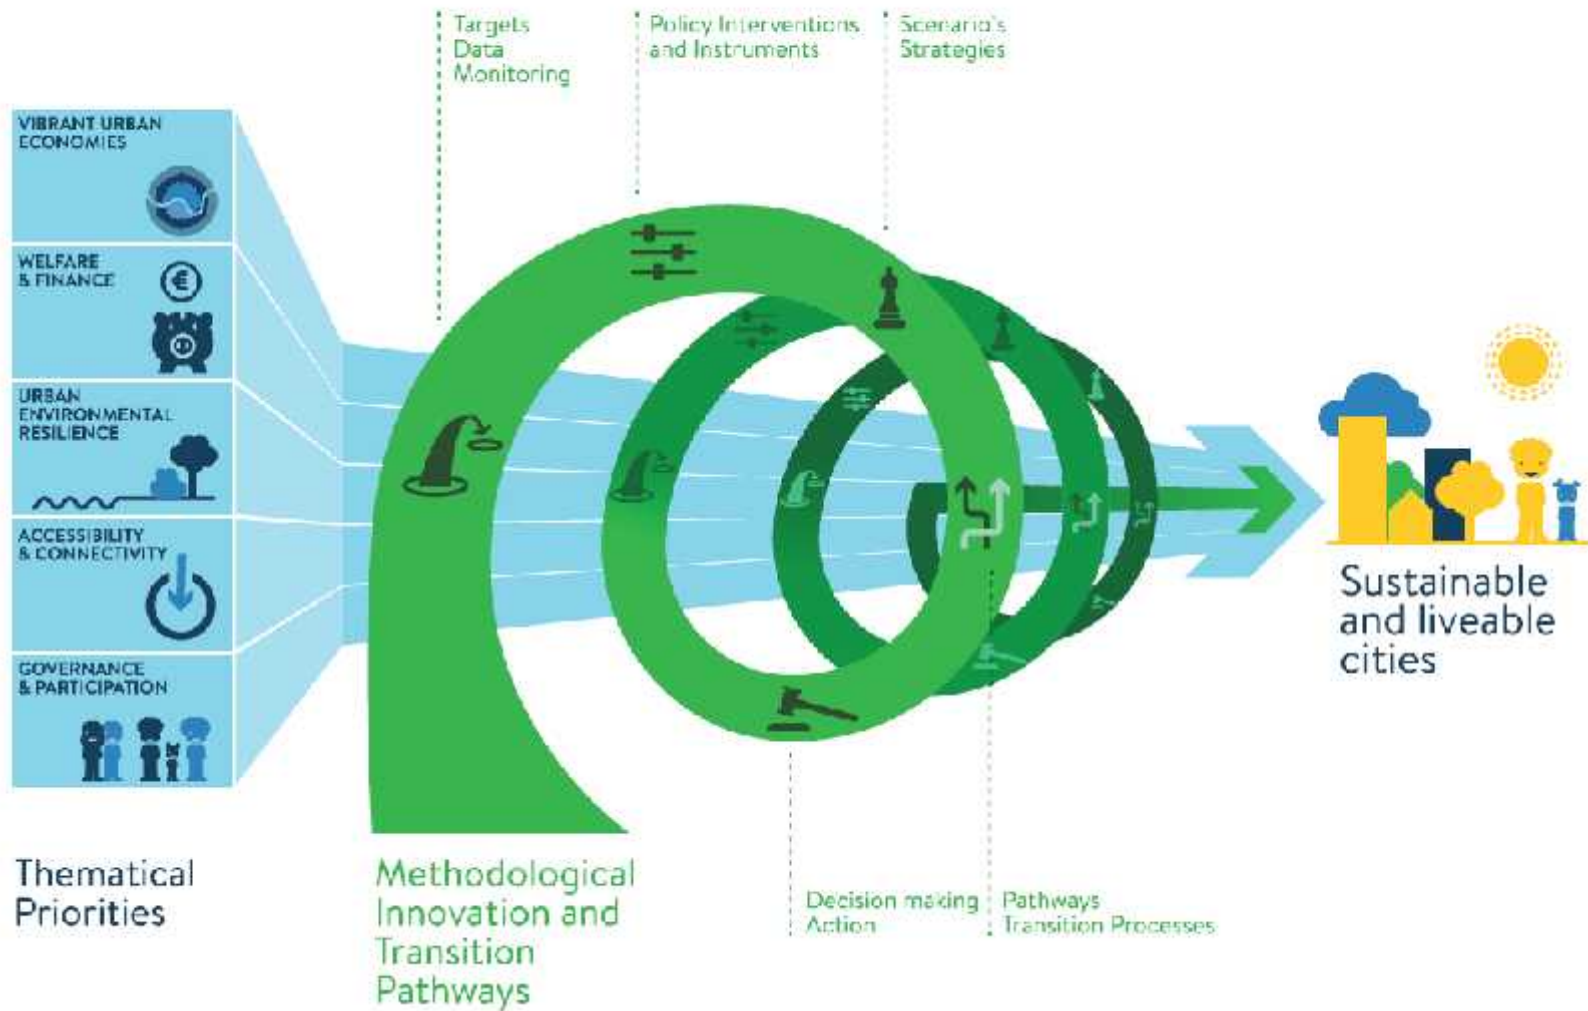 Targets
Data
Monitoring
Policy Interventions
and Instruments
Scenario's
Strategies
VIBRANT URBAN
ECONOMIES
WELFARE
& FINANCE
€
URBAN
ENVIRONMENTAL
RESILIENCE
ACCESSIBILITY
& CONNECTIVITY
GOVERNANCE
& PARTICIPATION
Sustainable
and liveable
cities
Thematical
Priorities
Methodological
Innovation and
Transition
Pathways
Decision making
Action
Pathways
Transition Processes